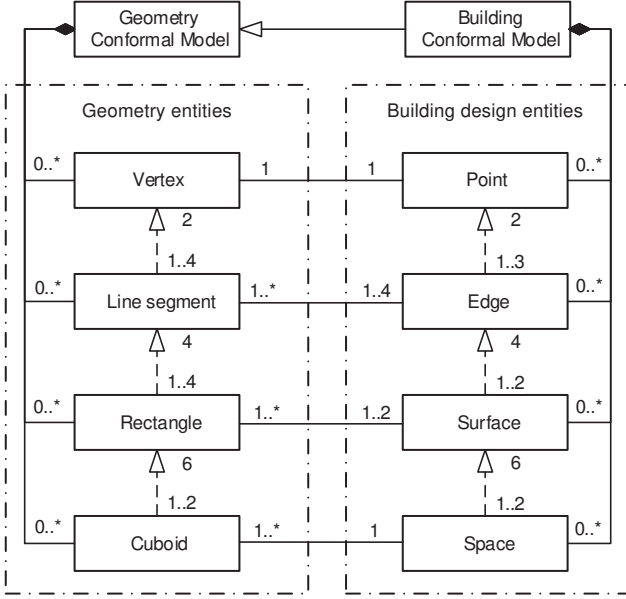 Geometry
Conformal Model
Building
Conformal Model
Geometry entities
Building design entities
0..*
Vertex
1
1
Point
0..*
2
2
1..4
1..3
0..*
Line segment
1..*
1..4
Edge
0..*
4
4
1..4
1..2
0..*
Rectangle
1..*
1..2
Surface
0..*
6
6
1..2
1..2
0..*
Cuboid
1..*
1
Space
0..*